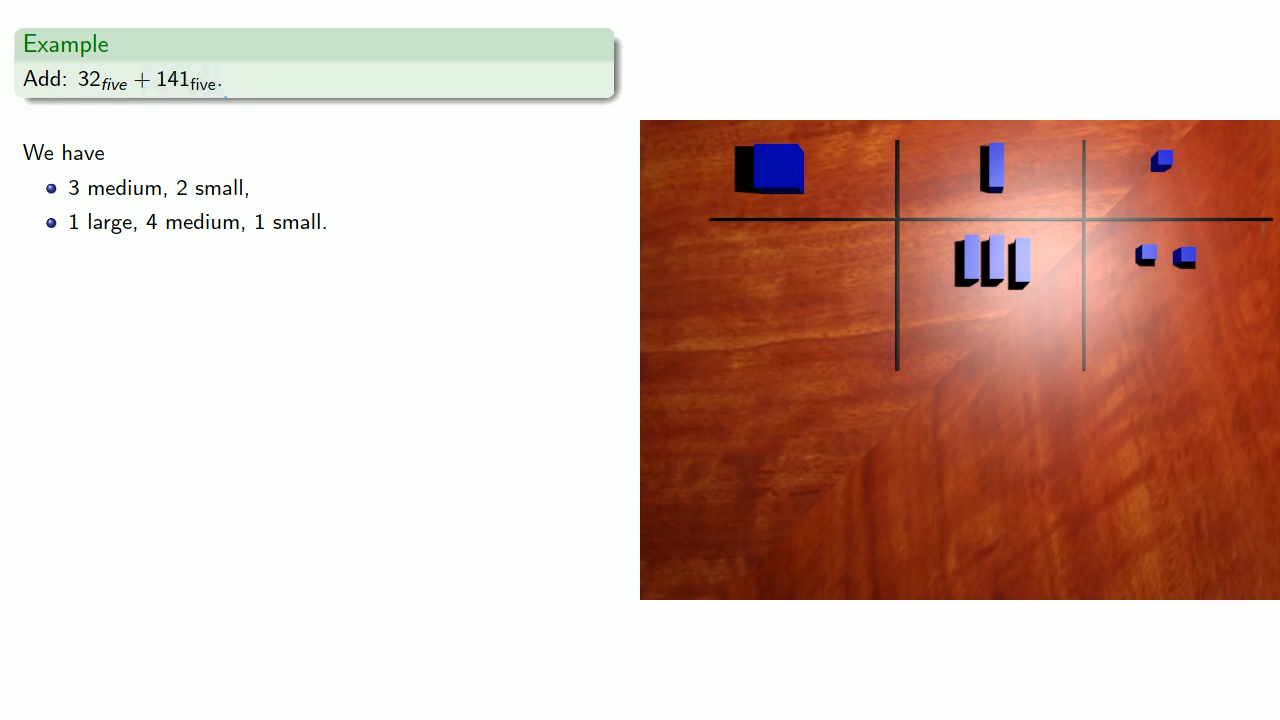 Example
Add: 32five + 141five.
We have
3 medium, 2 small,
1 large, 4 medium, 1 small.